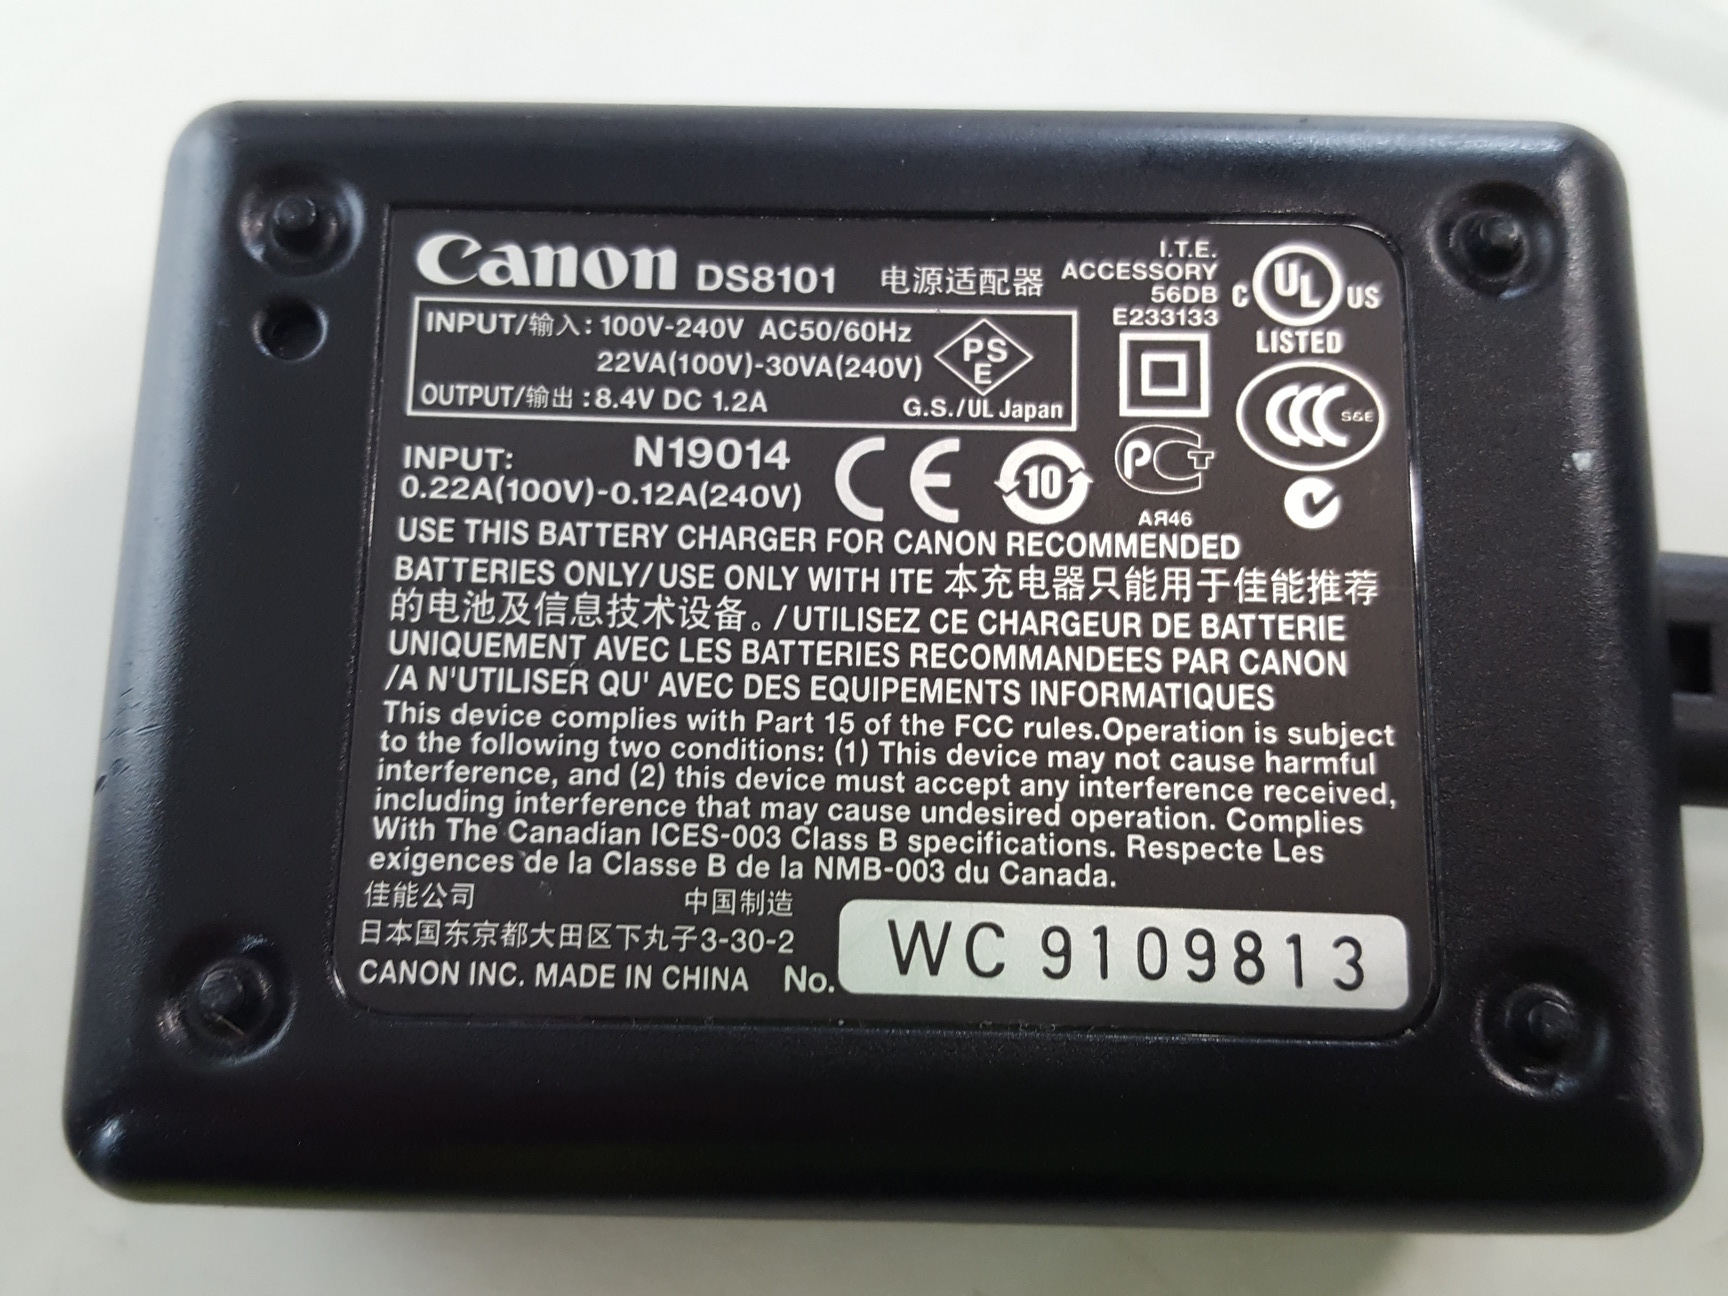 Canon DS8101 电源适配器
I.T.E.
ACCESSORY
56DB
E233133
C UL US
LISTED
INPUT/输入: 100V-240V AC50/60Hz
22VA(100V)-30VA(240V)
OUTPUT/输出: 8.4V DC 1.2A
PS
E
G.S./UL Japan
CCC S&E
INPUT: N19014
0.22A(100V)-0.12A(240V)
CE
10
PCT
AЯ46
USE THIS BATTERY CHARGER FOR CANON RECOMMENDED
BATTERIES ONLY/USE ONLY WITH ITE 本充电器只能用于佳能推荐
的电池及信息技术设备。/UTILISEZ CE CHARGEUR DE BATTERIE
UNIQUEMENT AVEC LES BATTERIES RECOMMANDEES PAR CANON
/A N'UTILISER QU' AVEC DES EQUIPEMENTS INFORMATIQUES
This device complies with Part 15 of the FCC rules.Operation is subject
to the following two conditions: (1) This device may not cause harmful
interference, and (2) this device must accept any interference received,
including interference that may cause undesired operation. Complies
With The Canadian ICES-003 Class B specifications. Respecte Les
exigences de la Classe B de la NMB-003 du Canada.
佳能公司 中国制造
日本国东京都大田区下丸子3-30-2
CANON INC. MADE IN CHINA No. WC 9109813